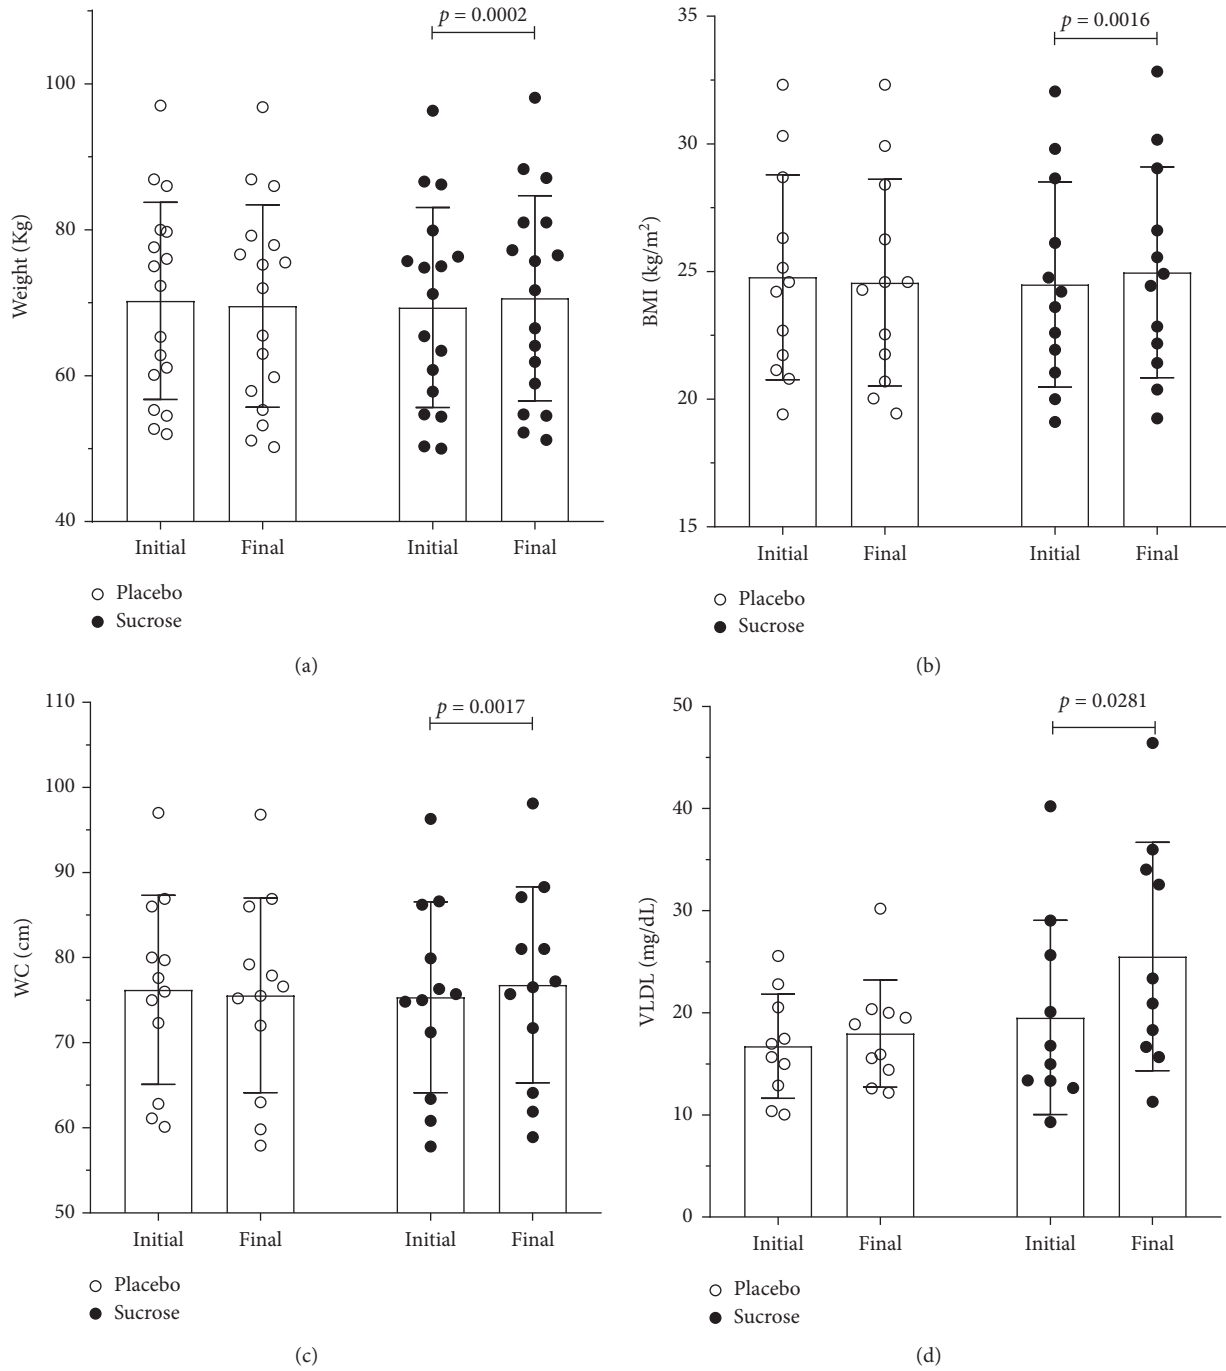 p = 0.0002
100
80
60
40
Weight (Kg)
Initial
Final
Initial
Final
Placebo
Sucrose
(a)
p = 0.0016
35
30
25
20
15
BMI (kg/m²)
Initial
Final
Initial
Final
Placebo
Sucrose
(b)
p = 0.0017
110
100
90
80
70
60
50
WC (cm)
Initial
Final
Initial
Final
Placebo
Sucrose
(c)
p = 0.0281
50
40
30
20
10
0
VLDL (mg/dL)
Initial
Final
Initial
Final
Placebo
Sucrose
(d)